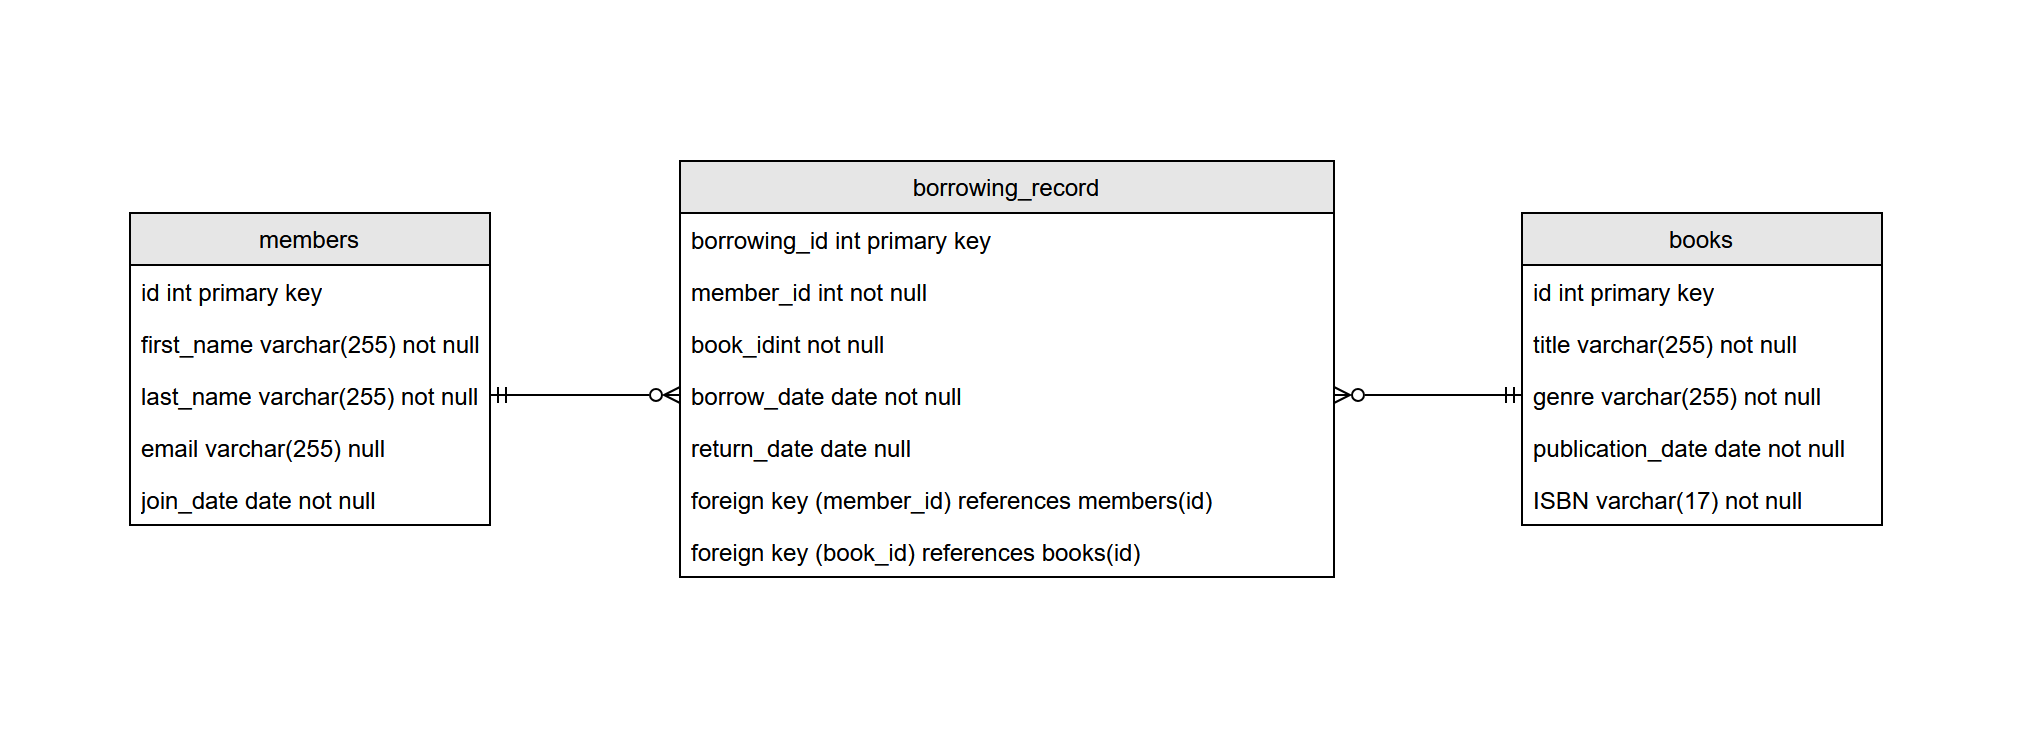 members
id int primary key
first_name varchar(255) not null
last_name varchar(255) not null
email varchar(255) null
join_date date not null
borrowing_record
borrowing_id int primary key
member_id int not null
book_idint not null
borrow_date date not null
return_date date null
foreign key (member_id) references members(id)
foreign key (book_id) references books(id)
books
id int primary key
title varchar(255) not null
genre varchar(255) not null
publication_date date not null
ISBN varchar(17) not null